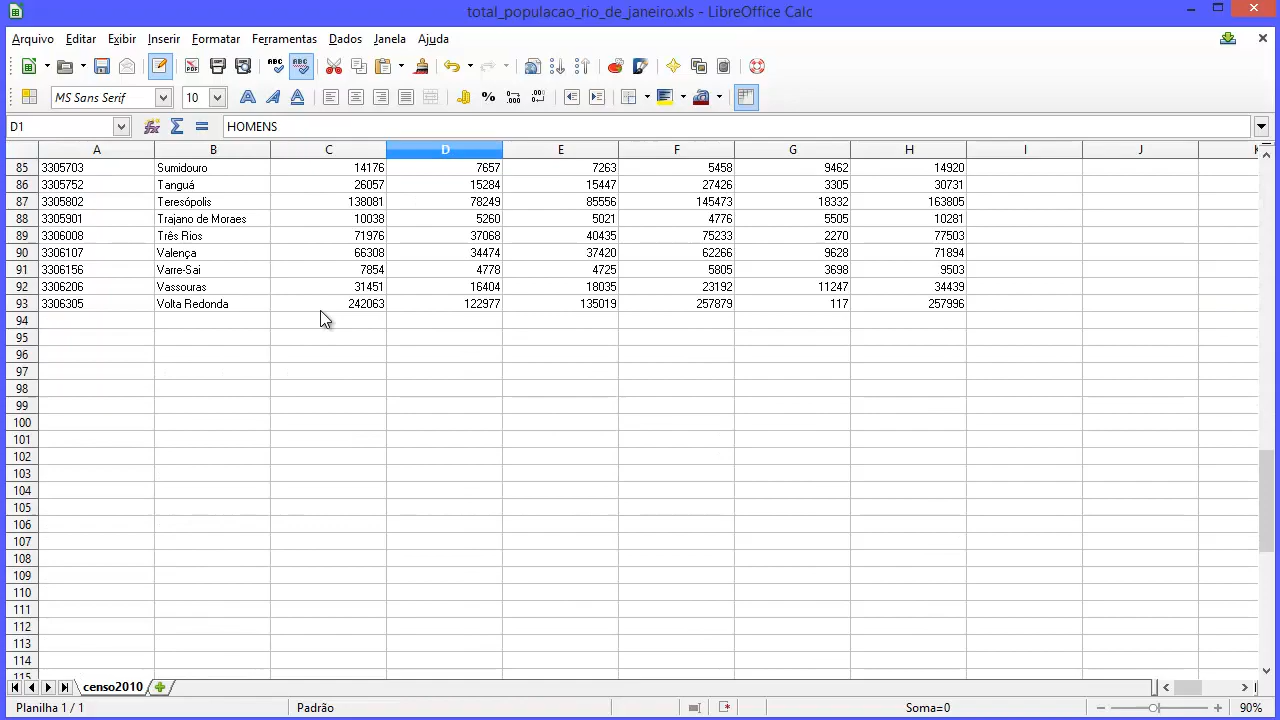 total_populacao_rio_de_janeiro.xls - LibreOffice Calc
Arquivo Editar Exibir Inserir Formatar Ferramentas Dados Janela Ajuda
MS Sans Serif 10
D1 HOMENS
A B C D E F G H I J K
85 3305703 Sumidouro 14176 7657 7263 5458 9462 14920
86 3305752 Tanguá 26057 15284 15447 27426 3305 30731
87 3305802 Teresópolis 138081 78249 85556 145473 18332 163805
88 3305901 Trajano de Moraes 10038 5260 5021 4776 5505 10281
89 3306008 Três Rios 71976 37068 40435 75233 2270 77503
90 3306107 Valença 66308 34474 37420 62266 9628 71894
91 3306156 Varre-Sai 7854 4778 4725 5805 3698 9503
92 3306206 Vassouras 31451 16404 18035 23192 11247 34439
93 3306305 Volta Redonda 242063 122977 135019 257879 117 257996
94
95
96
97
98
99
100
101
102
103
104
105
106
107
108
109
110
111
112
113
114
115
censo2010
Planilha 1 / 1 Padrão Soma=0 90%